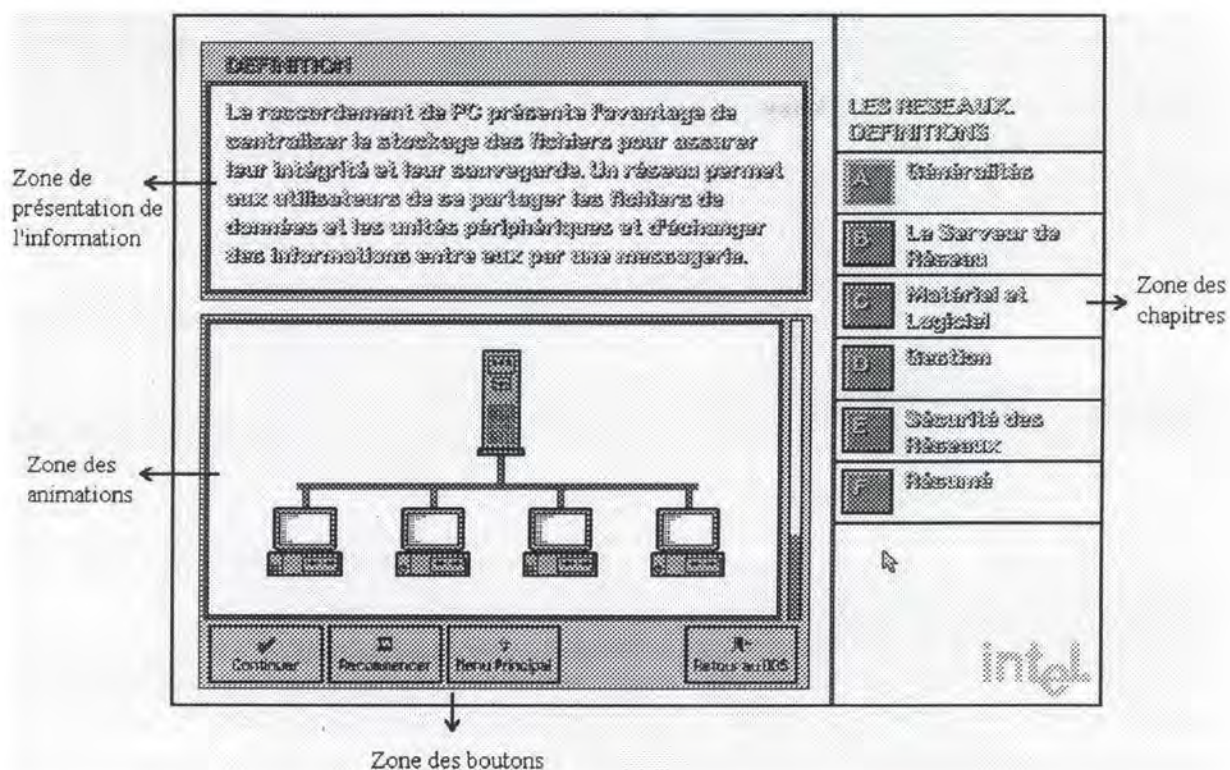 DEFINITION
Le raccordement de PC présente l'avantage de
centraliser le stockage des fichiers pour assurer
leur intégrité et leur sauvegarde. Un réseau permet
aux utilisateurs de se partager les fichiers de
données et les unités périphériques et d'échanger
des informations entre eux par une messagerie.
Zone de
présentation de
l'information
Zone des
animations
Continuer
Recommencer
Menu Principal
Retour au DOS
Zone des boutons
LES RESEAUX.
DEFINITIONS
A Généralités
B Le Serveur de
Réseau
C Matériel et
Logiciel
D Gestion
E Sécurité des
Réseaux
F Résumé
Zone des
chapitres
intel